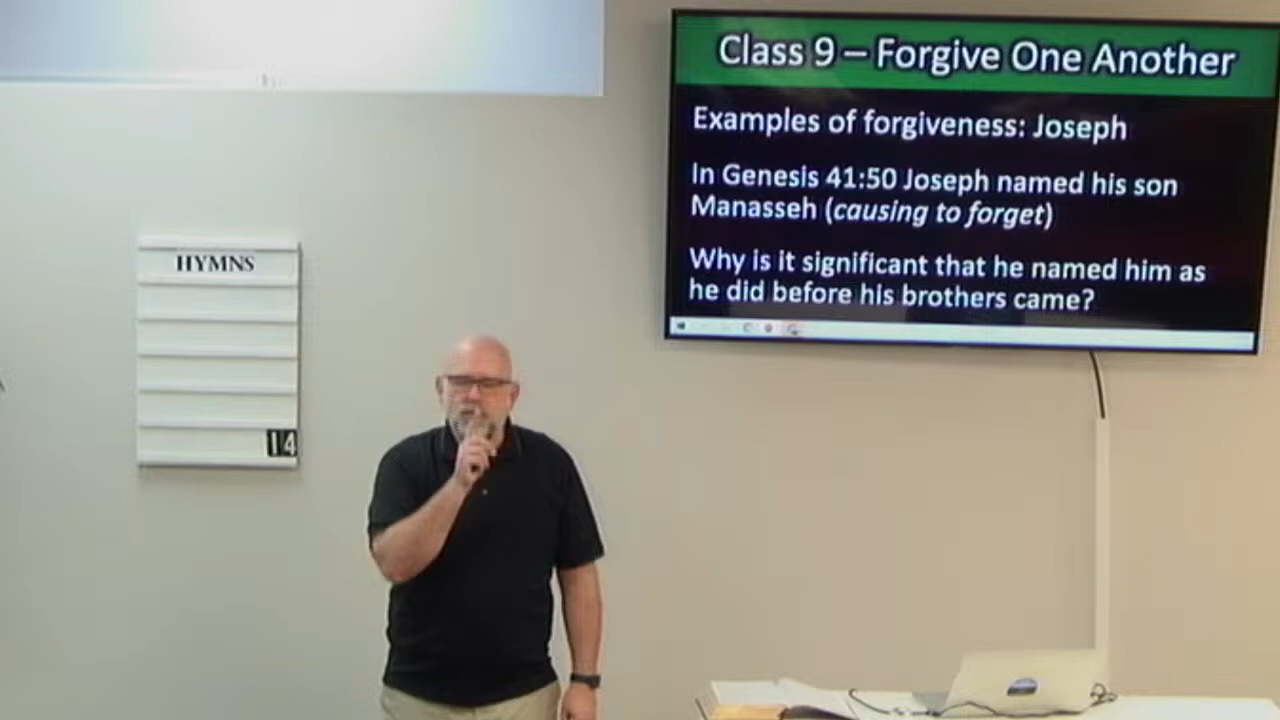 Class 9 – Forgive One Another
Examples of forgiveness: Joseph
In Genesis 41:50 Joseph named his son
Manasseh (causing to forget)
Why is it significant that he named him as
he did before his brothers came?
HYMNS
14